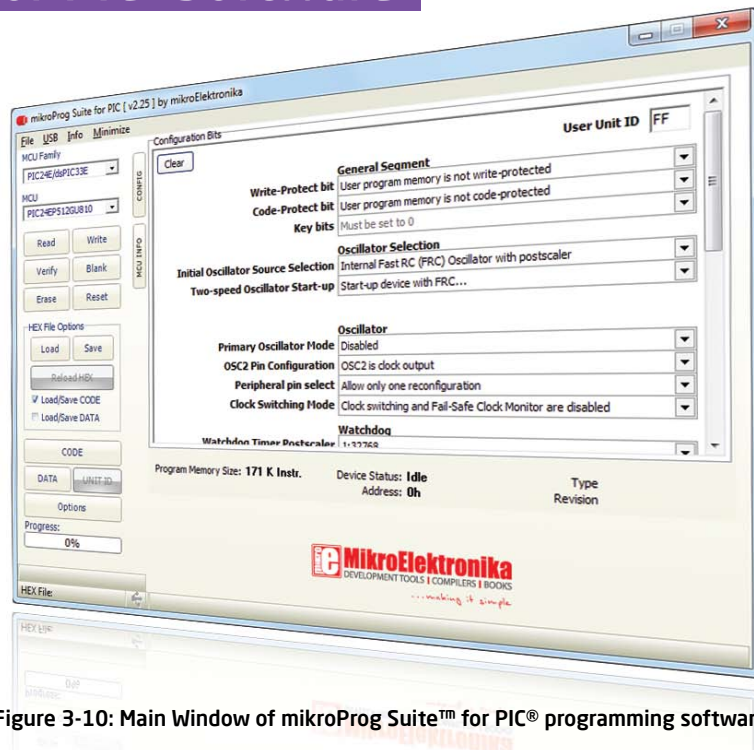 mikroProg Suite for PIC [ v2.25 ] by mikroElektronika
File USB Info Minimize
MCU Family
PIC24E/dsPIC33E
MCU
PIC24EP512GU810
Read Write
Verify Blank
Erase Reset
HEX File Options
Load Save
Reload HEX
Load/Save CODE
Load/Save DATA
CODE
DATA UNIT ID
Options
Progress:
0%
HEX File:
CONFIG
MCU INFO
Configuration Bits
Clear
User Unit ID FF
General Segment
Write-Protect bit User program memory is not write-protected
Code-Protect bit User program memory is not code-protected
Key bits Must be set to 0
Oscillator Selection
Initial Oscillator Source Selection Internal Fast RC (FRC) Oscillator with postscaler
Two-speed Oscillator Start-up Start-up device with FRC...
Oscillator
Primary Oscillator Mode Disabled
OSC2 Pin Configuration OSC2 is clock output
Peripheral pin select Allow only one reconfiguration
Clock Switching Mode Clock switching and Fail-Safe Clock Monitor are disabled
Watchdog
Watchdog Timer Postscaler 1:32768
Program Memory Size: 171 K Instr.
Device Status: Idle
Address: 0h
Type
Revision
mikro
MikroElektronika
DEVELOPMENT TOOLS | COMPILERS | BOOKS
...making it simple
Figure 3-10: Main Window of mikroProg Suite™ for PIC® programming softwar